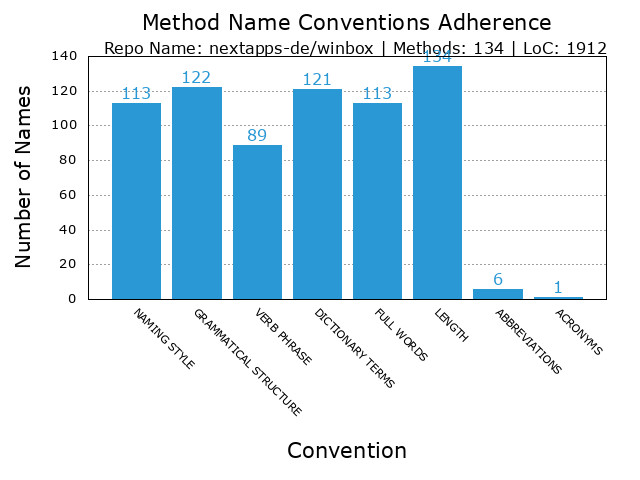 Method Name Conventions Adherence
Repo Name: nextapps-de/winbox | Methods: 134 | LoC: 1912
Number of Names
140
120
100
80
60
40
20
0
113
122
89
121
113
134
6
1
NAMING STYLE
GRAMMATICAL STRUCTURE
VERB PHRASE
DICTIONARY TERMS
FULL WORDS
LENGTH
ABBREVIATIONS
ACRONYMS
Convention